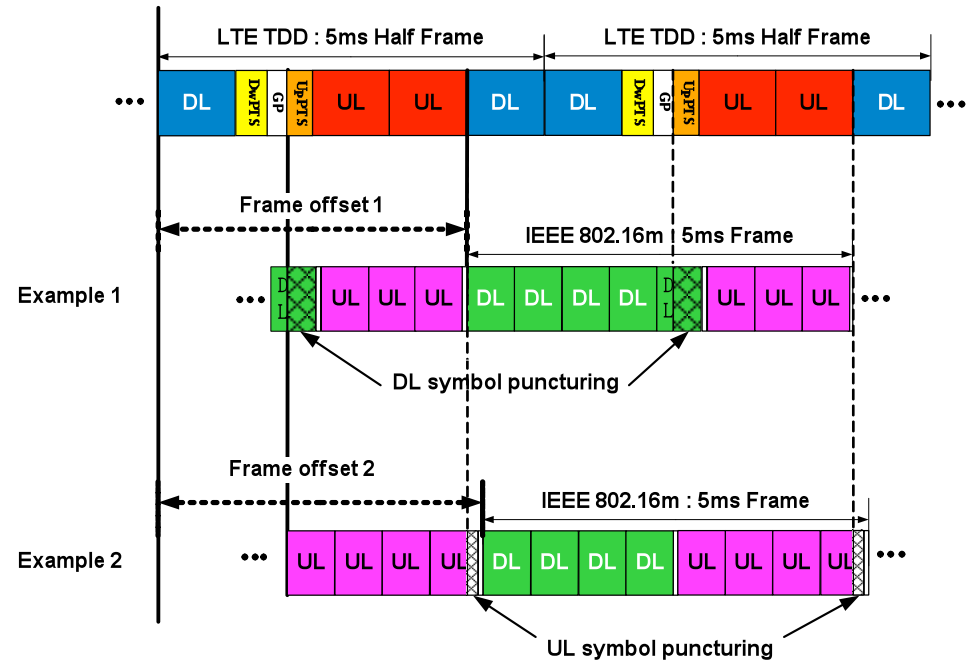 LTE TDD : 5ms Half Frame LTE TDD : 5ms Half Frame
••• DL DwPTS GP UpPTS UL UL DL DL DwPTS GP UpPTS UL UL DL •••
Frame offset 1
IEEE 802.16m : 5ms Frame
Example 1 ••• DL UL UL UL DL DL DL DL DL UL UL UL •••
DL symbol puncturing
Frame offset 2
IEEE 802.16m : 5ms Frame
Example 2 ••• UL UL UL UL DL DL DL DL UL UL UL UL •••
UL symbol puncturing